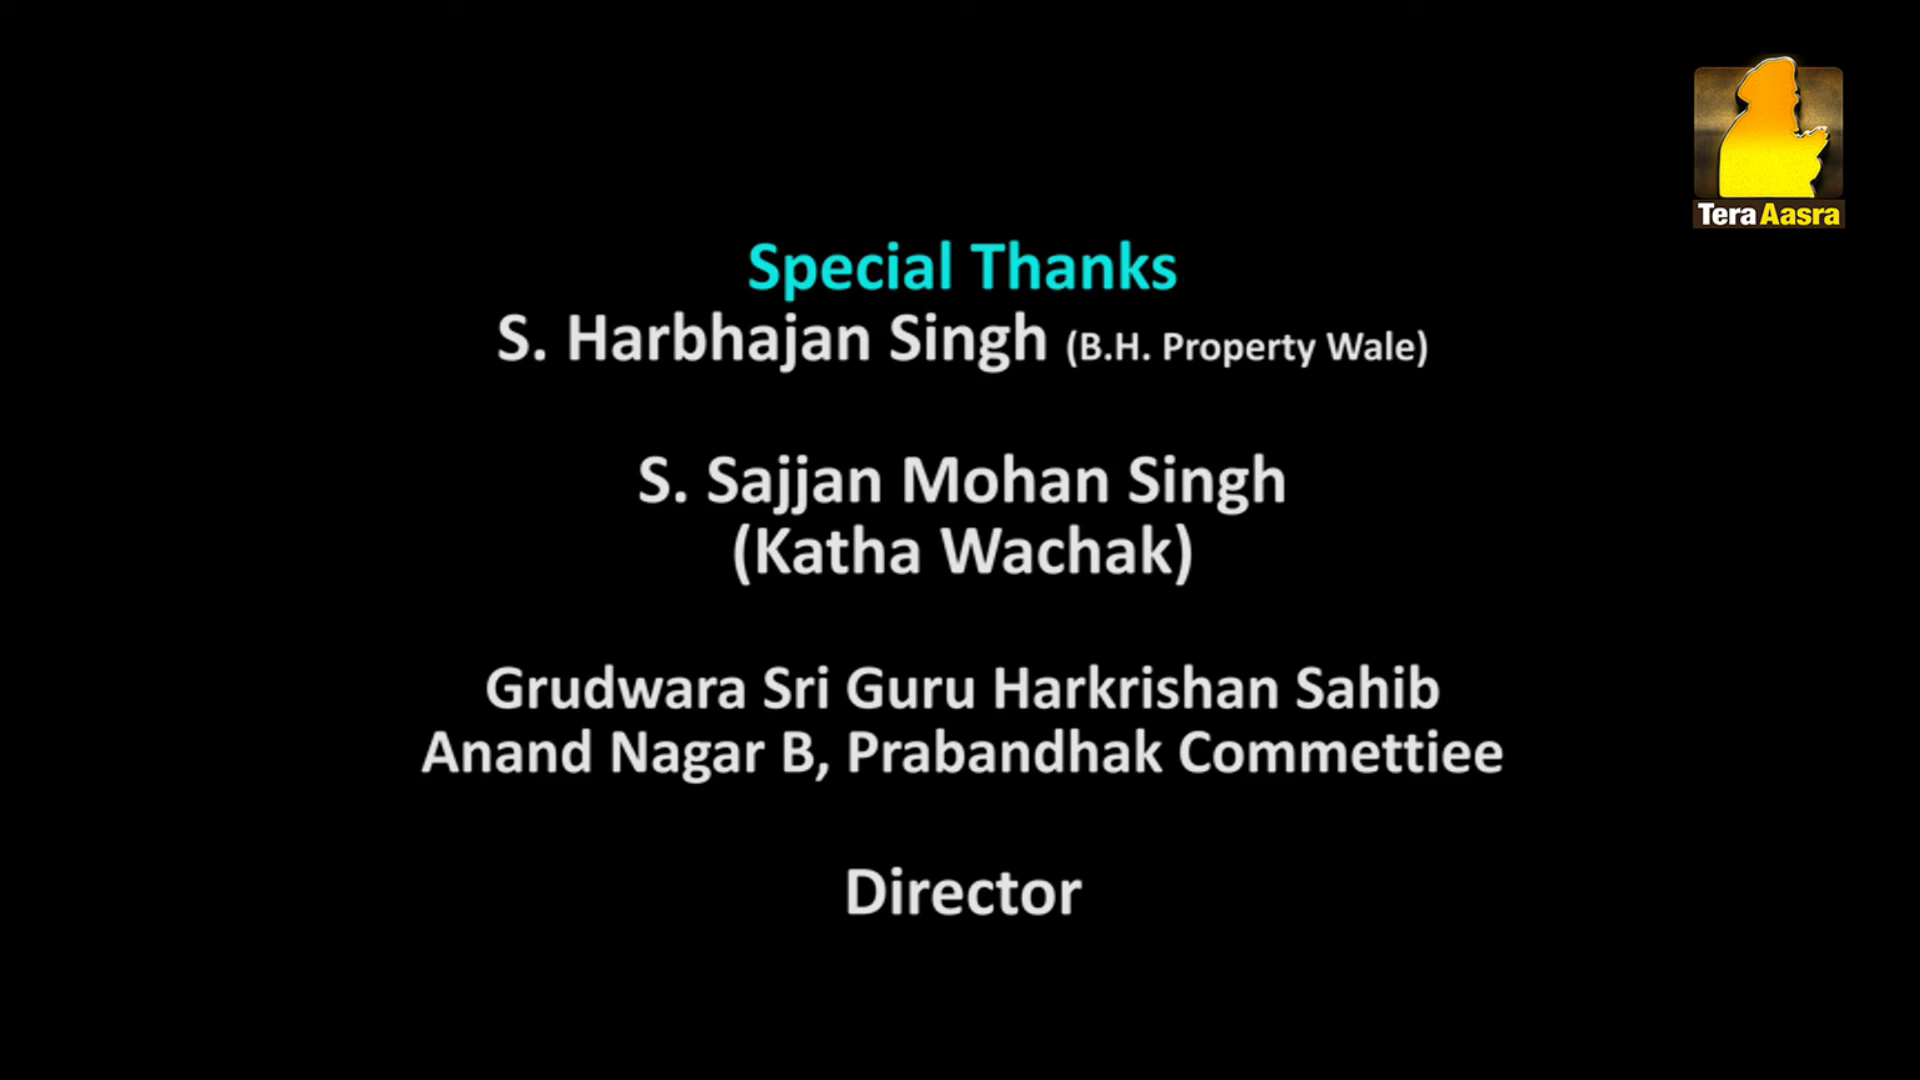 Tera Aasra
Special Thanks
S. Harbhajan Singh (B.H. Property Wale)
S. Sajjan Mohan Singh
(Katha Wachak)
Grudwara Sri Guru Harkrishan Sahib
Anand Nagar B, Prabandhak Commettiee
Director